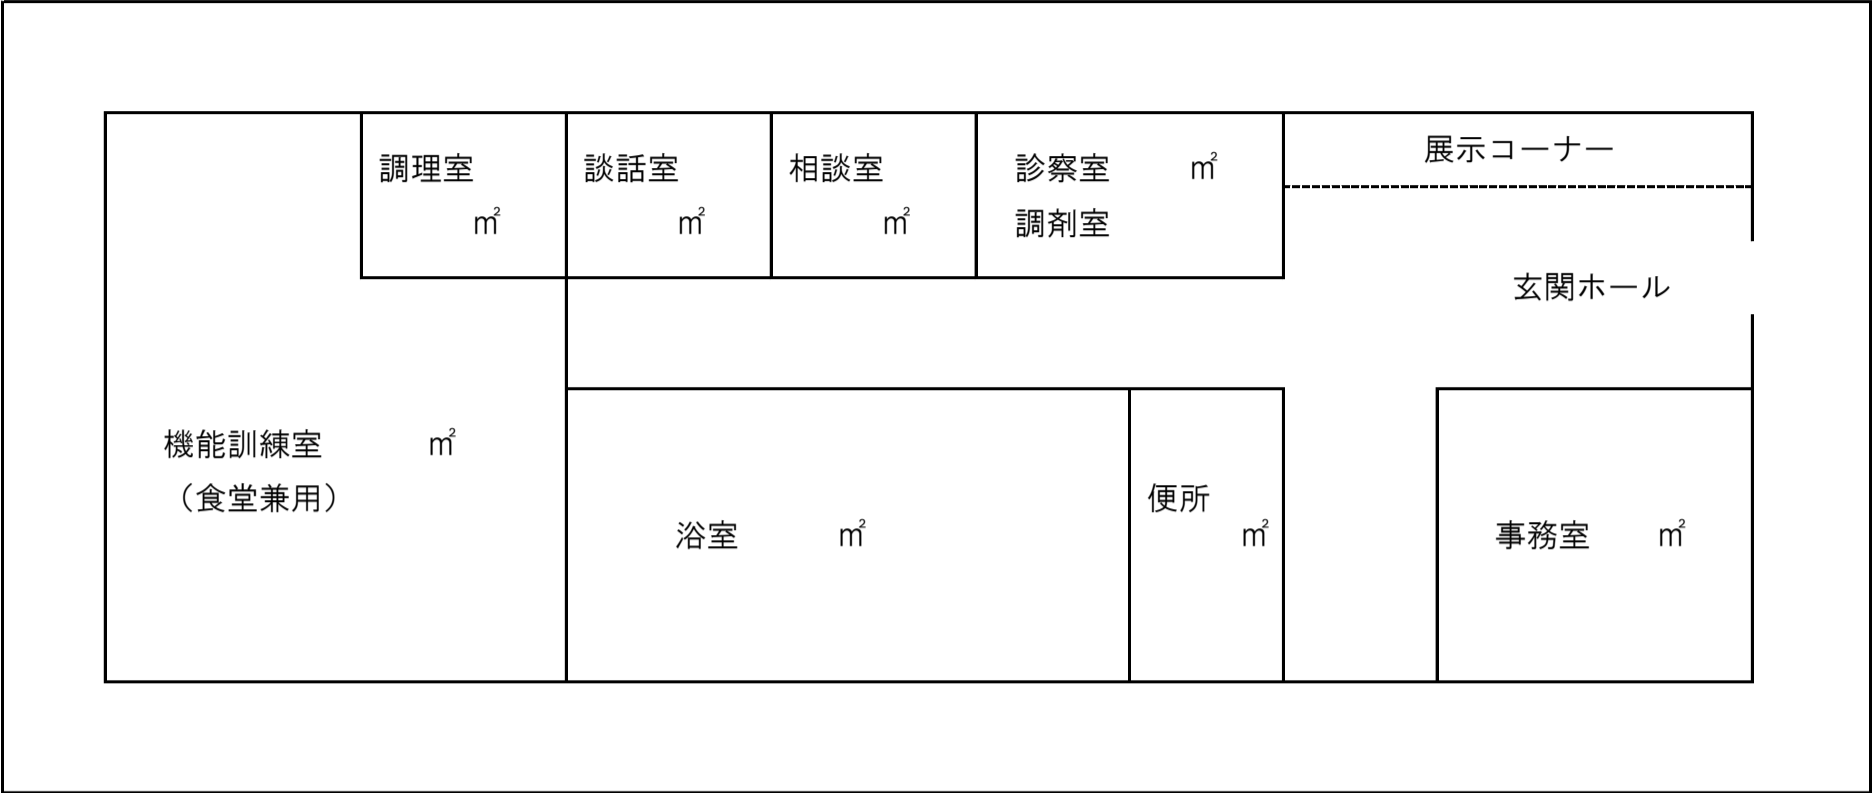 調理室
㎡
談話室
㎡
相談室
㎡
診察室　㎡
調剤室
展示コーナー
玄関ホール
機能訓練室　㎡
（食堂兼用）
浴室　㎡
便所
㎡
事務室　㎡